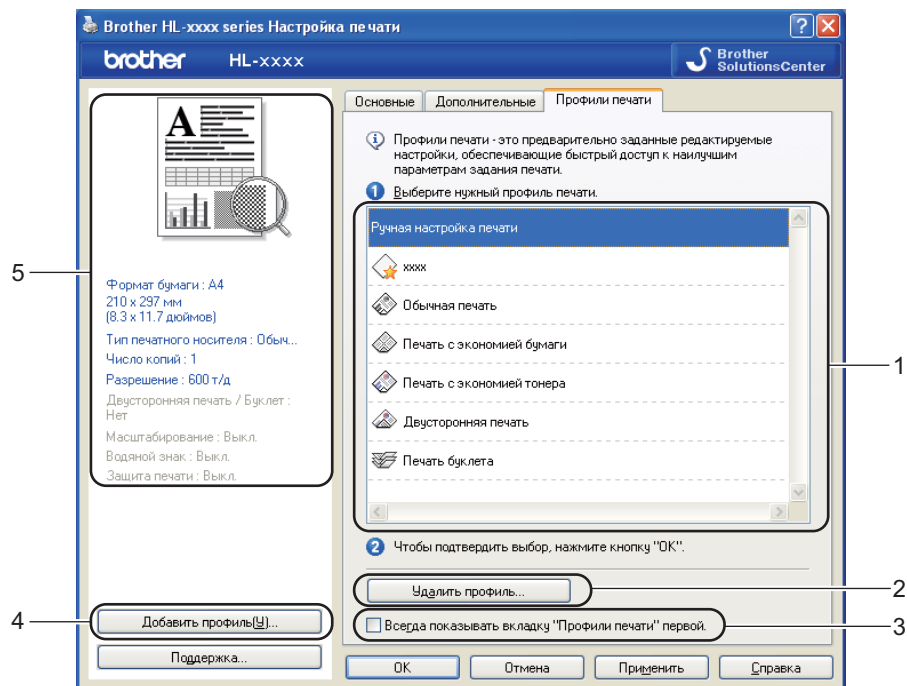 Brother HL-xxxx series Настройка печати
brother HL-xxxx
Brother
SolutionsCenter
5
A
Формат бумаги : A4
210 x 297 мм
(8.3 x 11.7 дюймов)
Тип печатного носителя : Обыч...
Число копий : 1
Разрешение : 600 т/д
Двусторонняя печать / Буклет :
Нет
Масштабирование : Выкл.
Водяной знак : Выкл.
Защита печати : Выкл.
4
Добавить профиль(У)...
Поддержка...
Основные Дополнительные Профили печати
Профили печати - это предварительно заданные редактируемые
настройки, обеспечивающие быстрый доступ к наилучшим
параметрам задания печати.
1 Выберите нужный профиль печати.
Ручная настройка печати
xxxx
Обычная печать
Печать с экономией бумаги
Печать с экономией тонера
Двусторонняя печать
Печать буклета
1
2 Чтобы подтвердить выбор, нажмите кнопку "ОК".
Удалить профиль...
2
Всегда показывать вкладку "Профили печати" первой.
3
ОК Отмена Применить Справка